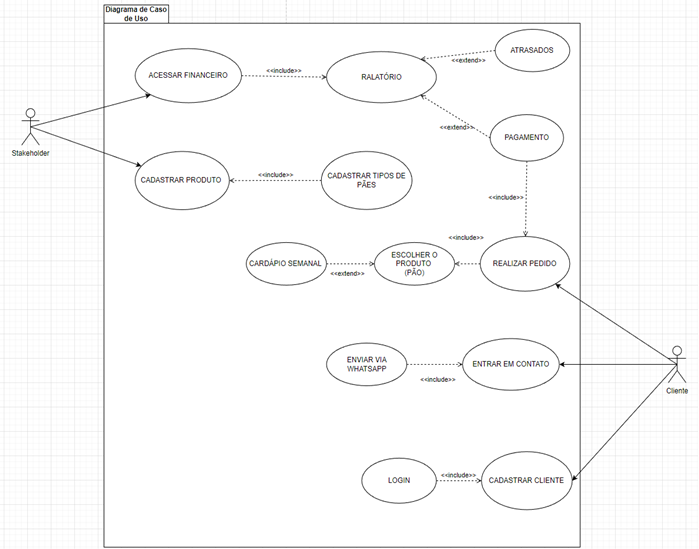 Diagrama de Caso
de Uso
ATRASADOS
<<extend>>
ACESSAR FINANCEIRO
<<include>>
RALATÓRIO
<<extend>>
PAGAMENTO
Stakeholder
CADASTRAR PRODUTO
<<include>>
CADASTRAR TIPOS DE
PÃES
<<include>>
<<include>>
CARDÁPIO SEMANAL
<<extend>>
ESCOLHER O
PRODUTO
(PÃO)
REALIZAR PEDIDO
ENVIAR VIA
WHATSAPP
<<include>>
ENTRAR EM CONTATO
Cliente
LOGIN
<<include>>
CADASTRAR CLIENTE